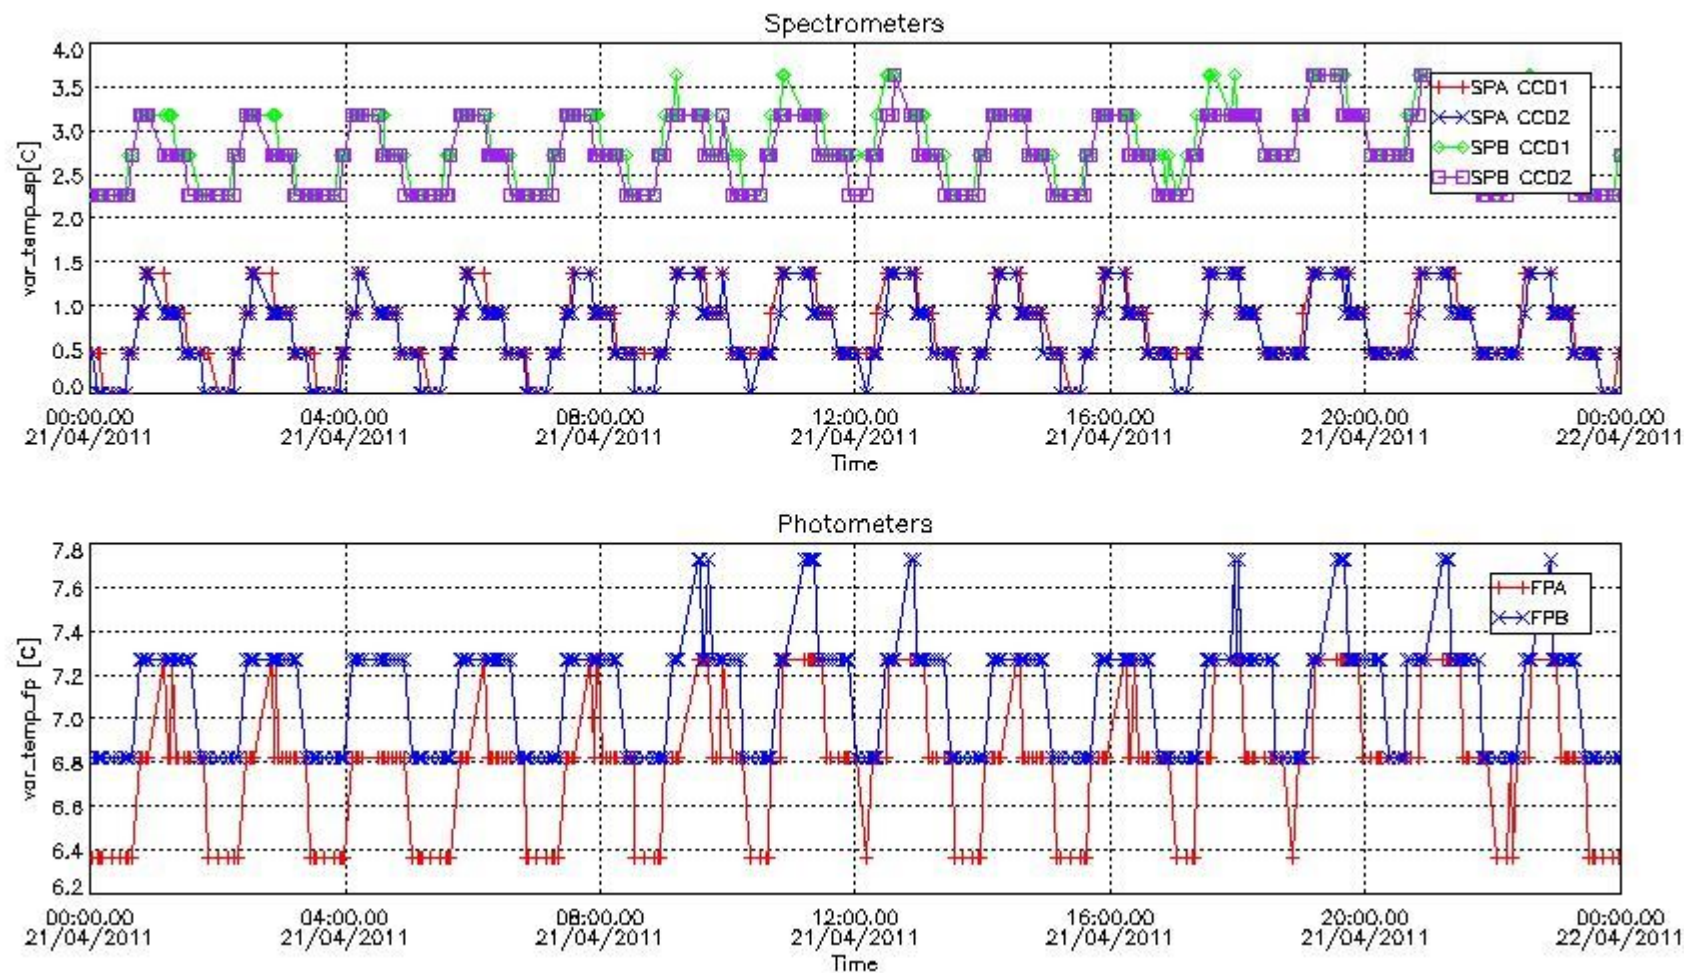 Spectrometers
4.0
3.5
3.0
2.5
2.0
1.5
1.0
0.5
0.0
var_temp_sp[C]
SPA CCD1
SPA CCD2
SPB CCD1
SPB CCD2
00:00.00 04:00.00 08:00.00 12:00.00 16:00.00 20:00.00 00:00.00
21/04/2011 21/04/2011 21/04/2011 21/04/2011 21/04/2011 21/04/2011 22/04/2011
Time
Photometers
7.8
7.6
7.4
7.2
7.0
6.8
6.6
6.4
6.2
var_temp_fp [C]
FPA
FPB
00:00.00 04:00.00 08:00.00 12:00.00 16:00.00 20:00.00 00:00.00
21/04/2011 21/04/2011 21/04/2011 21/04/2011 21/04/2011 21/04/2011 22/04/2011
Time